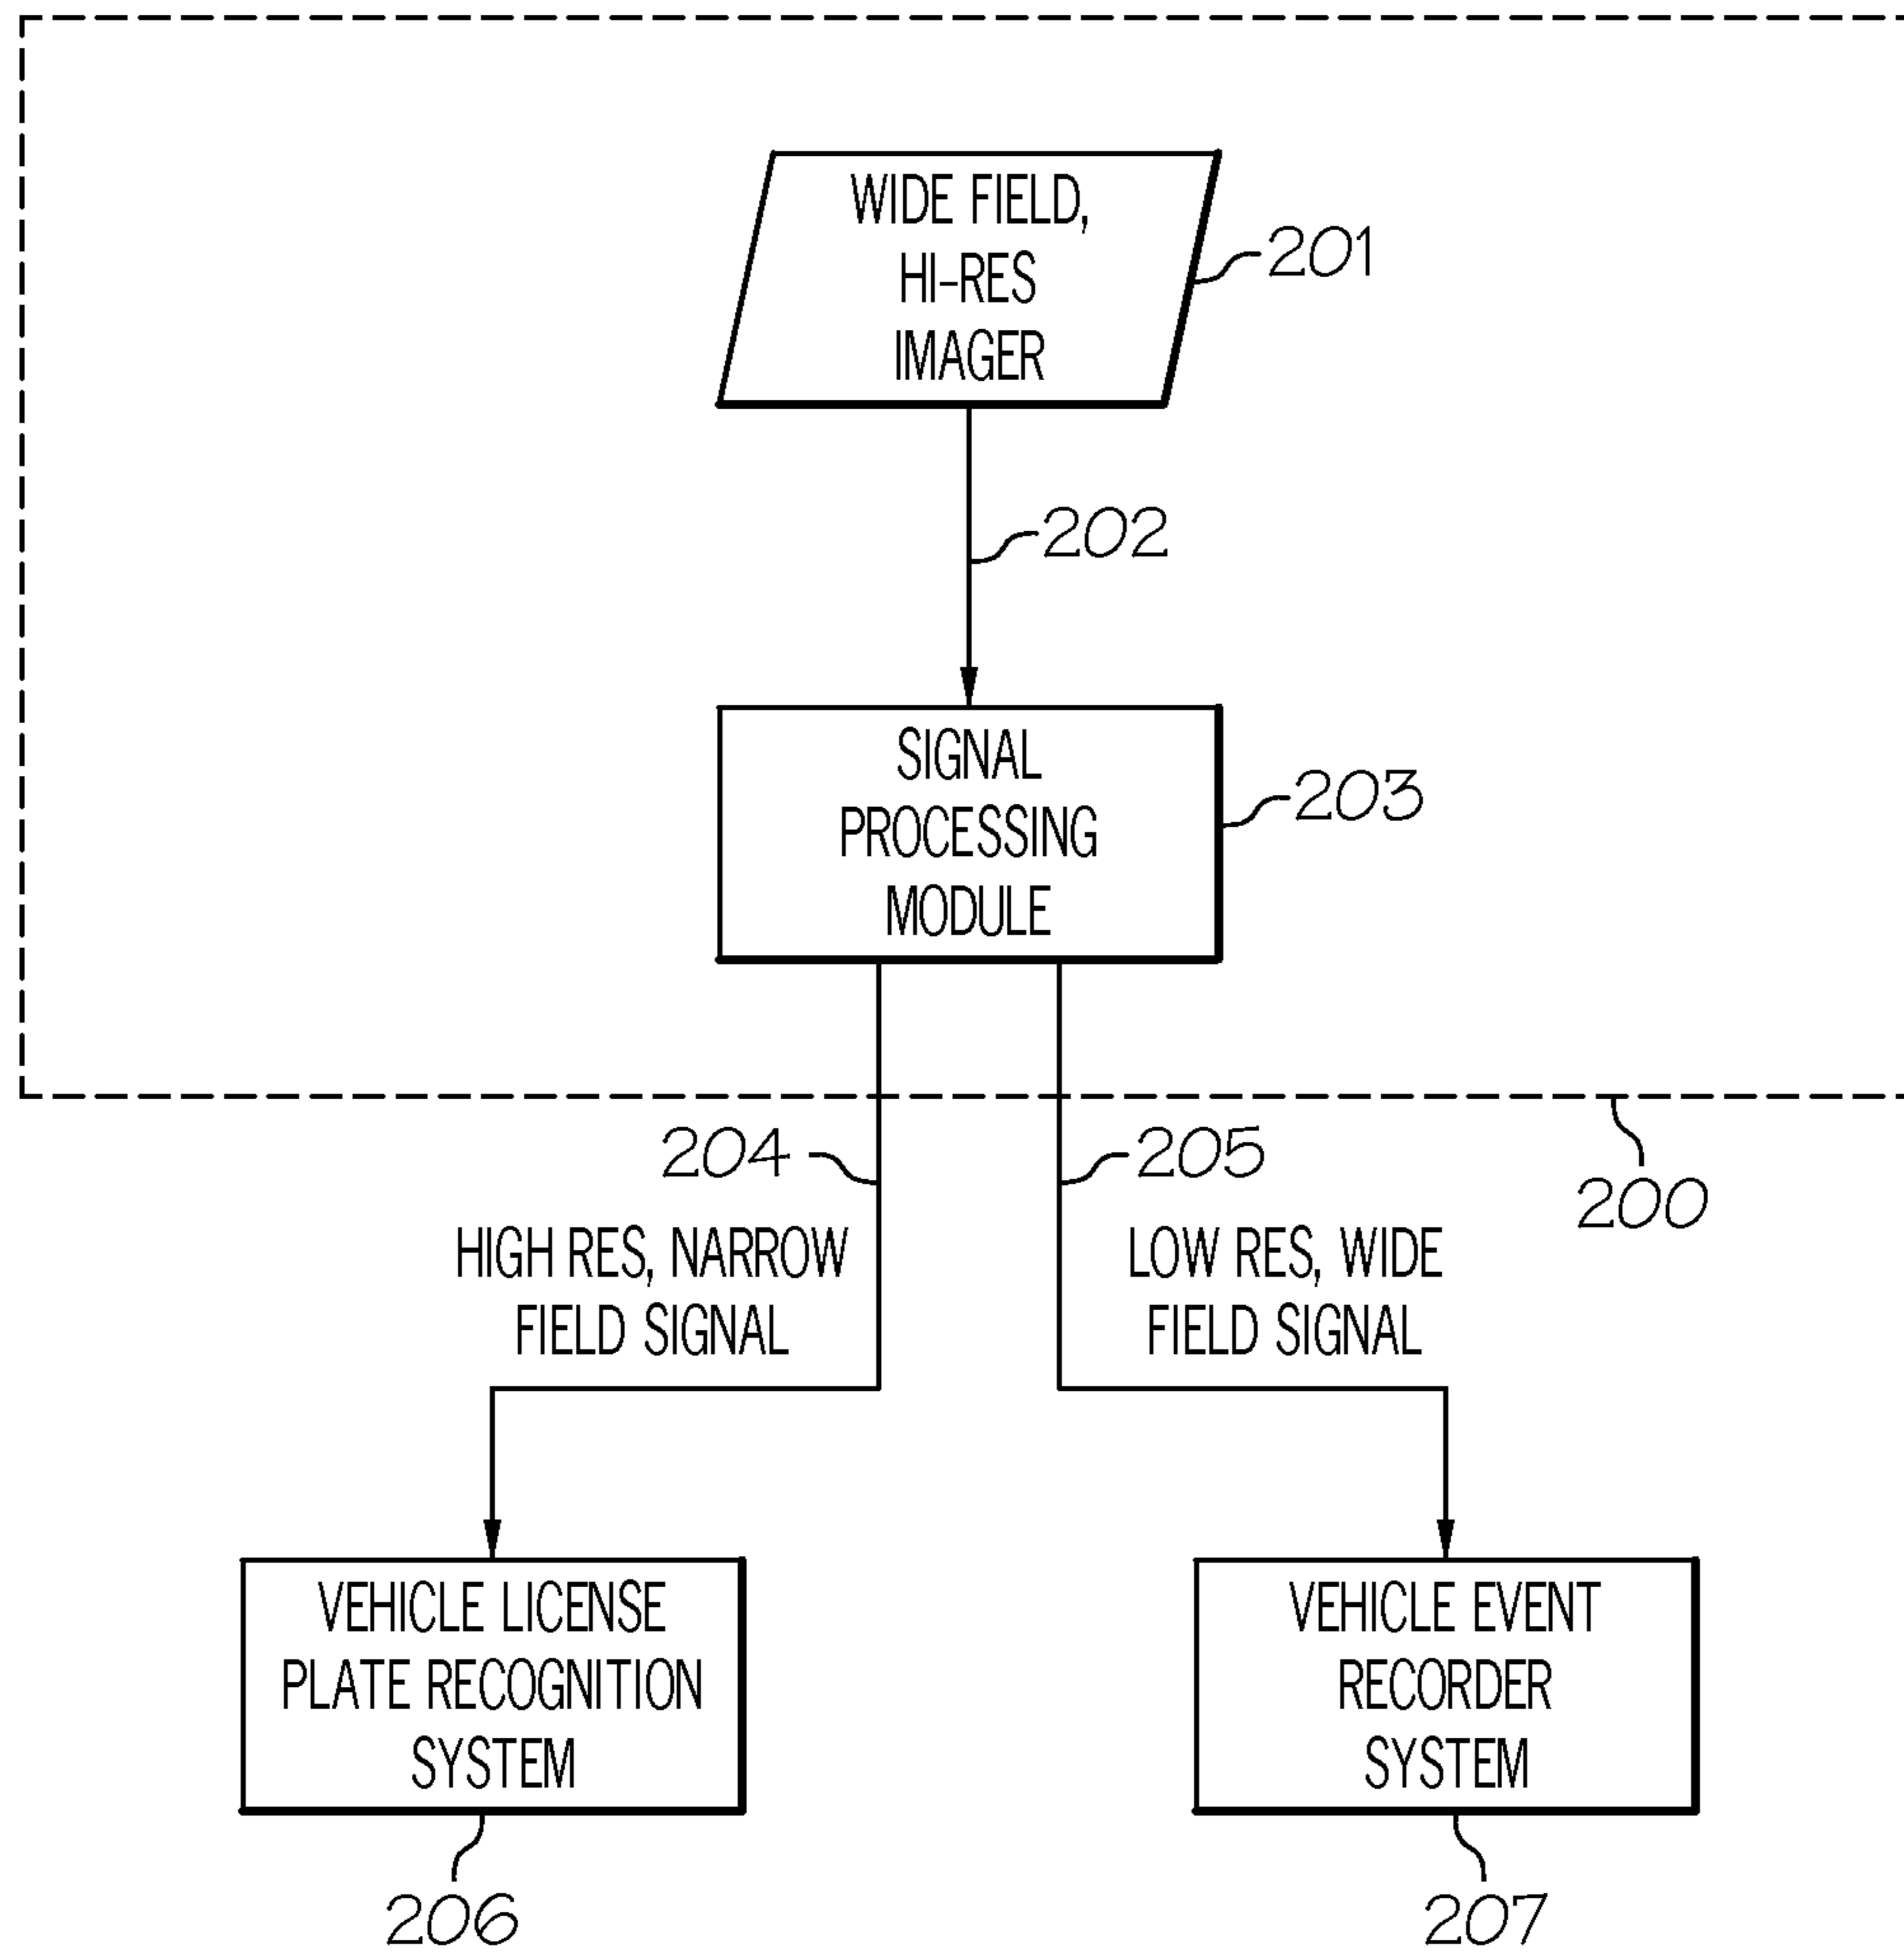 WIDE FIELD,
HI-RES
IMAGER
201
202
SIGNAL
PROCESSING
MODULE
203
204
205
200
HIGH RES, NARROW
FIELD SIGNAL
LOW RES, WIDE
FIELD SIGNAL
VEHICLE LICENSE
PLATE RECOGNITION
SYSTEM
VEHICLE EVENT
RECORDER
SYSTEM
206
207